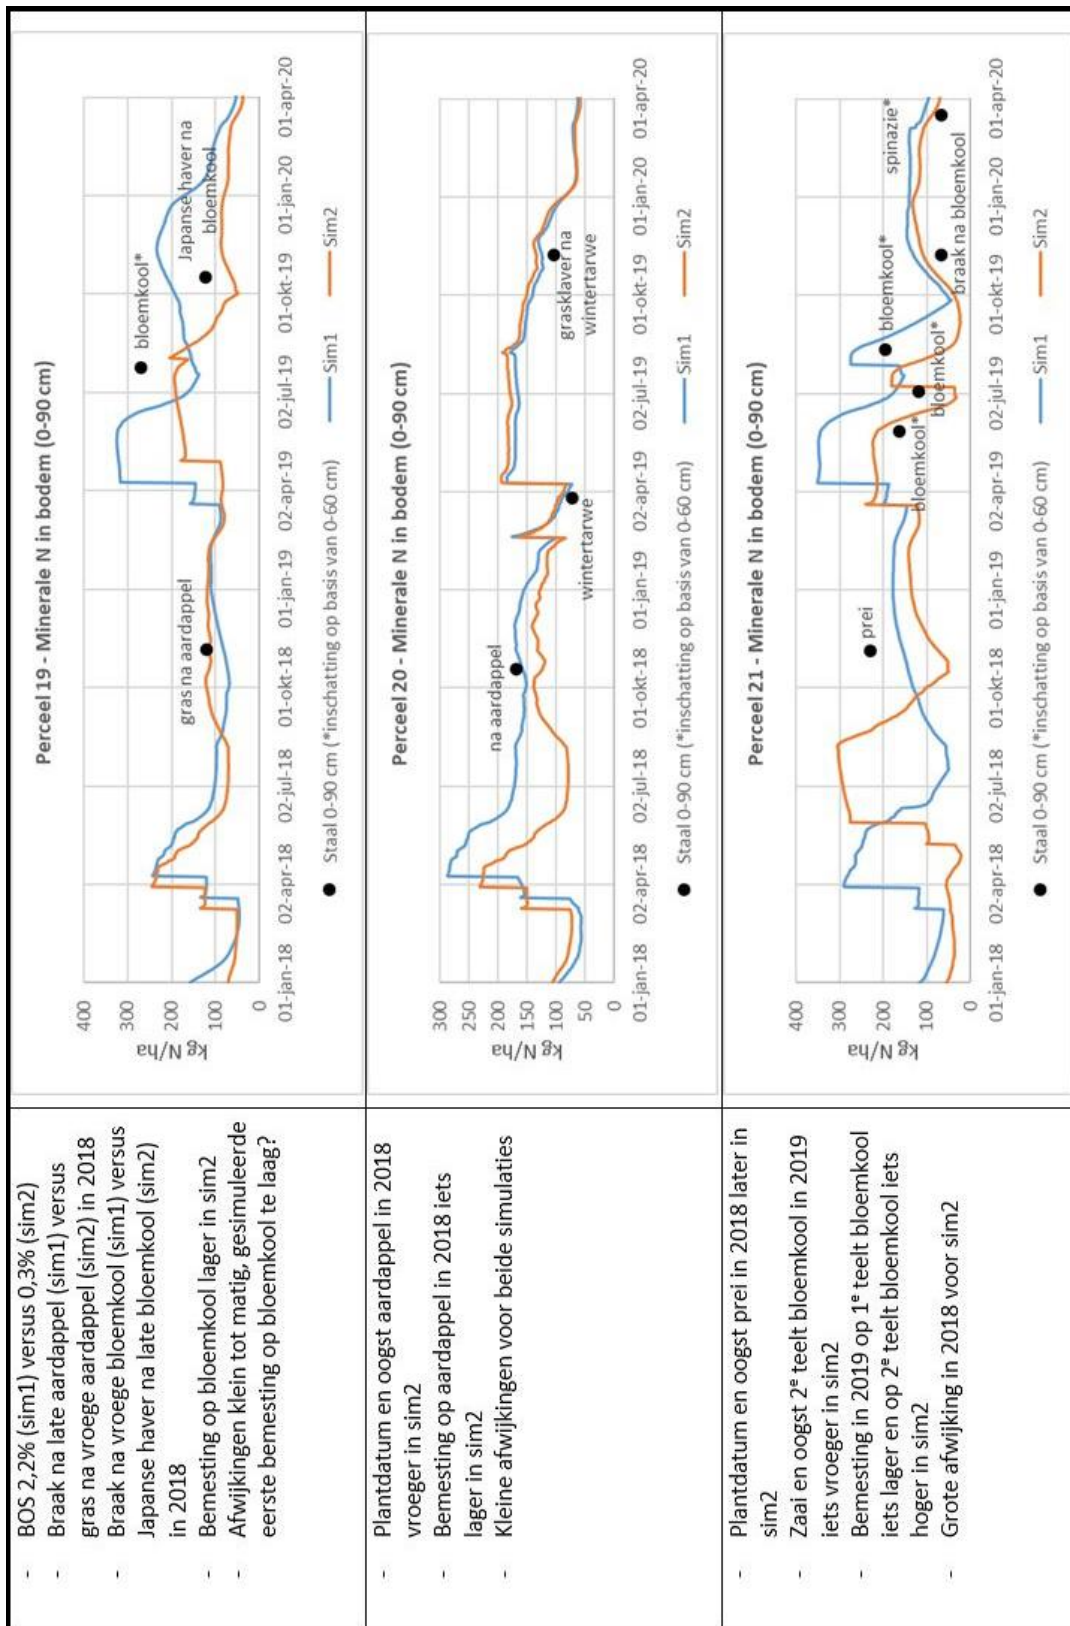 - BOS 2,2% (sim1) versus 0,3% (sim2)
- Braak na late aardappel (sim1) versus
gras na vroege aardappel (sim2) in 2018
- Braak na vroege bloemkool (sim1) versus
Japanse haver na late bloemkool (sim2)
in 2018
- Bemesting op bloemkool lager in sim2
- Afwijkingen klein tot matig, gesimuleerde
eerste bemesting op bloemkool te laag?
Perceel 19 - Minerale N in bodem (0-90 cm)
kg N/ha
400
300
200
100
0
gras na aardappel
bloemkool*
Japanse haver na
bloemkool
01-jan-18
02-apr-18
02-jul-18
01-okt-18
01-jan-19
02-apr-19
02-jul-19
01-okt-19
01-jan-20
01-apr-20
Staal 0-90 cm (*inschatting op basis van 0-60 cm)
Sim1
Sim2
- Plantdatum en oogst aardappel in 2018
vroeger in sim2
- Bemesting op aardappel in 2018 iets
lager in sim2
- Kleine afwijkingen voor beide simulaties
Perceel 20 - Minerale N in bodem (0-90 cm)
kg N/ha
300
250
200
150
100
50
0
na aardappel
wintertarwe
grasklaver na
wintertarwe
01-jan-18
02-apr-18
02-jul-18
01-okt-18
01-jan-19
02-apr-19
02-jul-19
01-okt-19
01-jan-20
01-apr-20
Staal 0-90 cm (*inschatting op basis van 0-60 cm)
Sim1
Sim2
- Plantdatum en oogst prei in 2018 later in
sim2
- Zaai en oogst 2e teelt bloemkool in 2019
iets vroeger in sim2
- Bemesting in 2019 op 1e teelt bloemkool
iets lager en op 2e teelt bloemkool iets
hoger in sim2
- Grote afwijking in 2018 voor sim2
Perceel 21 - Minerale N in bodem (0-90 cm)
kg N/ha
400
300
200
100
0
prei
bloemkool*
bloemkool*
bloemkool*
spinazie*
braak na bloemkool
01-jan-18
02-apr-18
02-jul-18
01-okt-18
01-jan-19
02-apr-19
02-jul-19
01-okt-19
01-jan-20
01-apr-20
Staal 0-90 cm (*inschatting op basis van 0-60 cm)
Sim1
Sim2